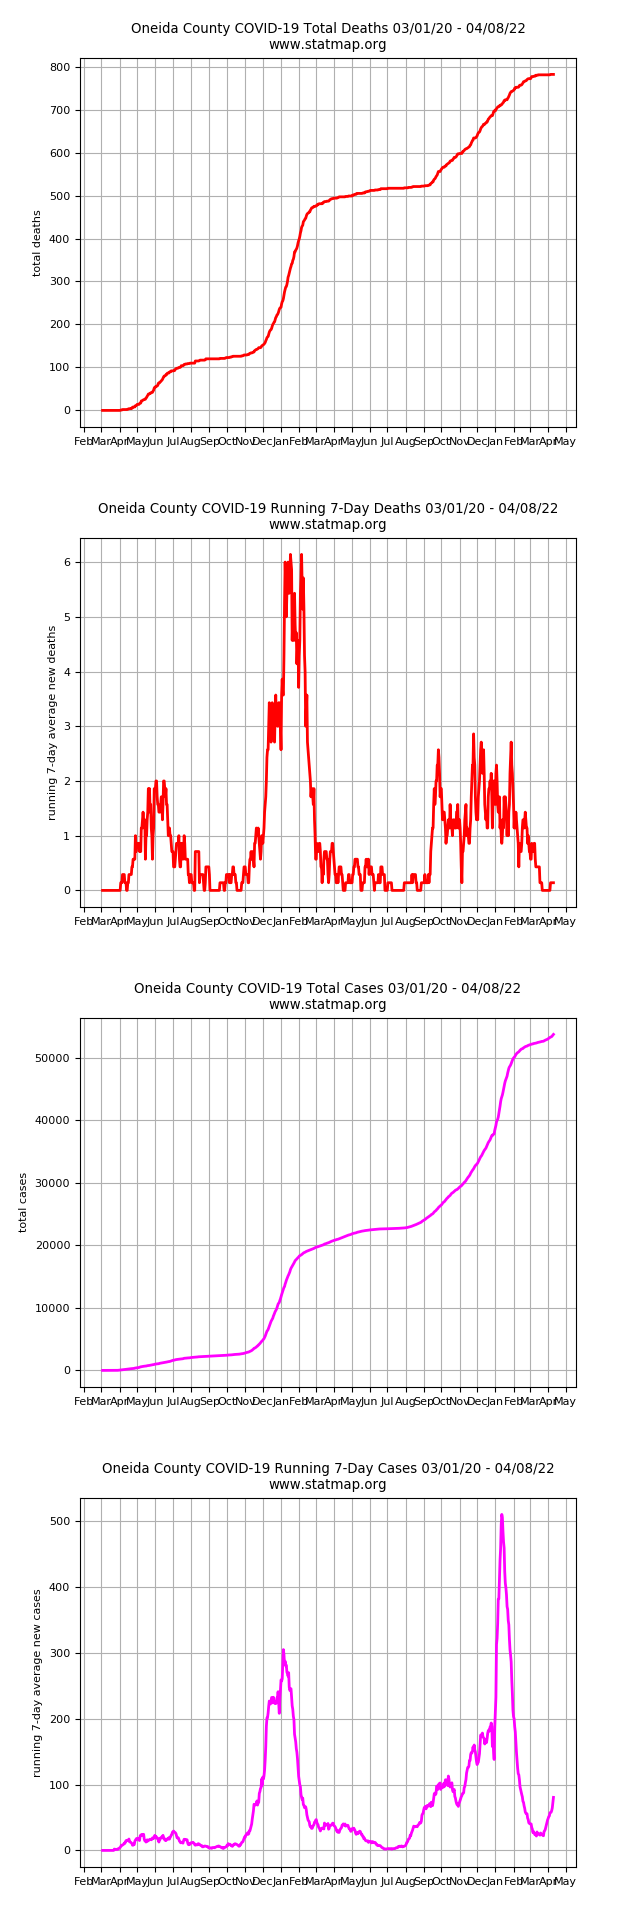 Oneida County COVID-19 Total Deaths 03/01/20 - 04/08/22
www.statmap.org
total deaths
800
700
600
500
400
300
200
100
0
Feb Mar Apr May Jun Jul Aug Sep Oct Nov Dec Jan Feb Mar Apr May Jun Jul Aug Sep Oct Nov Dec Jan Feb Mar Apr May
Oneida County COVID-19 Running 7-Day Deaths 03/01/20 - 04/08/22
www.statmap.org
running 7-day average new deaths
6
5
4
3
2
1
0
Feb Mar Apr May Jun Jul Aug Sep Oct Nov Dec Jan Feb Mar Apr May Jun Jul Aug Sep Oct Nov Dec Jan Feb Mar Apr May
Oneida County COVID-19 Total Cases 03/01/20 - 04/08/22
www.statmap.org
total cases
50000
40000
30000
20000
10000
0
Feb Mar Apr May Jun Jul Aug Sep Oct Nov Dec Jan Feb Mar Apr May Jun Jul Aug Sep Oct Nov Dec Jan Feb Mar Apr May
Oneida County COVID-19 Running 7-Day Cases 03/01/20 - 04/08/22
www.statmap.org
running 7-day average new cases
500
400
300
200
100
0
Feb Mar Apr May Jun Jul Aug Sep Oct Nov Dec Jan Feb Mar Apr May Jun Jul Aug Sep Oct Nov Dec Jan Feb Mar Apr May